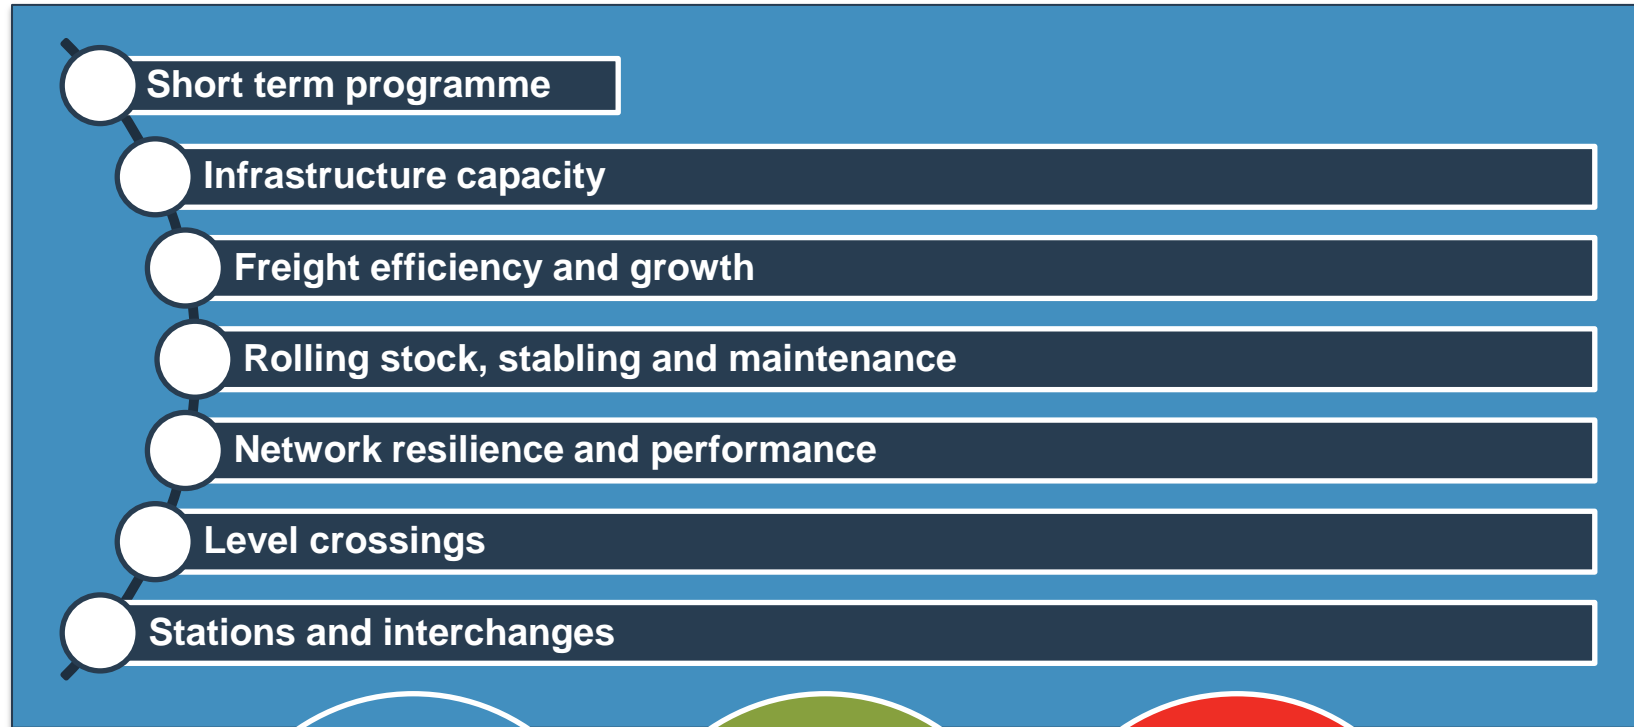 Short term programme
Infrastructure capacity
Freight efficiency and growth
Rolling stock, stabling and maintenance
Network resilience and performance
Level crossings
Stations and interchanges